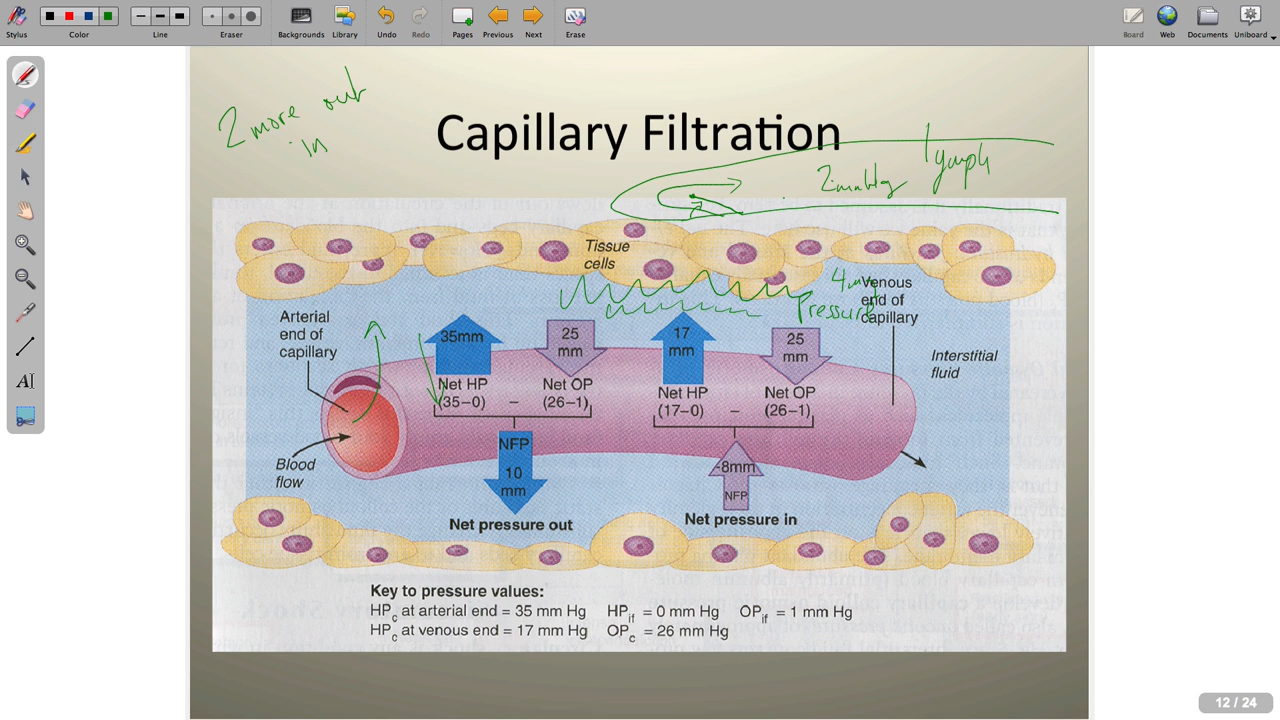 Stylus Color Line Eraser Backgrounds Library Undo Redo Pages Previous Next Erase Board Web Documents Uniboard
2 more out
in
Capillary Filtration
Lymph
Tissue
cells
Pressure
Arterial
end of
capillary
Venous
end of
capillary
Interstitial
fluid
35mm
25
mm
17
mm
25
mm
Net HP
(35–0)
–
Net OP
(26–1)
Net HP
(17–0)
–
Net OP
(26–1)
Blood
flow
NFP
10
mm
-8mm
NFP
Net pressure out
Net pressure in
Key to pressure values:
HPc at arterial end = 35 mm Hg HPif = 0 mm Hg OPif = 1 mm Hg
HPc at venous end = 17 mm Hg OPc = 26 mm Hg
12 / 24